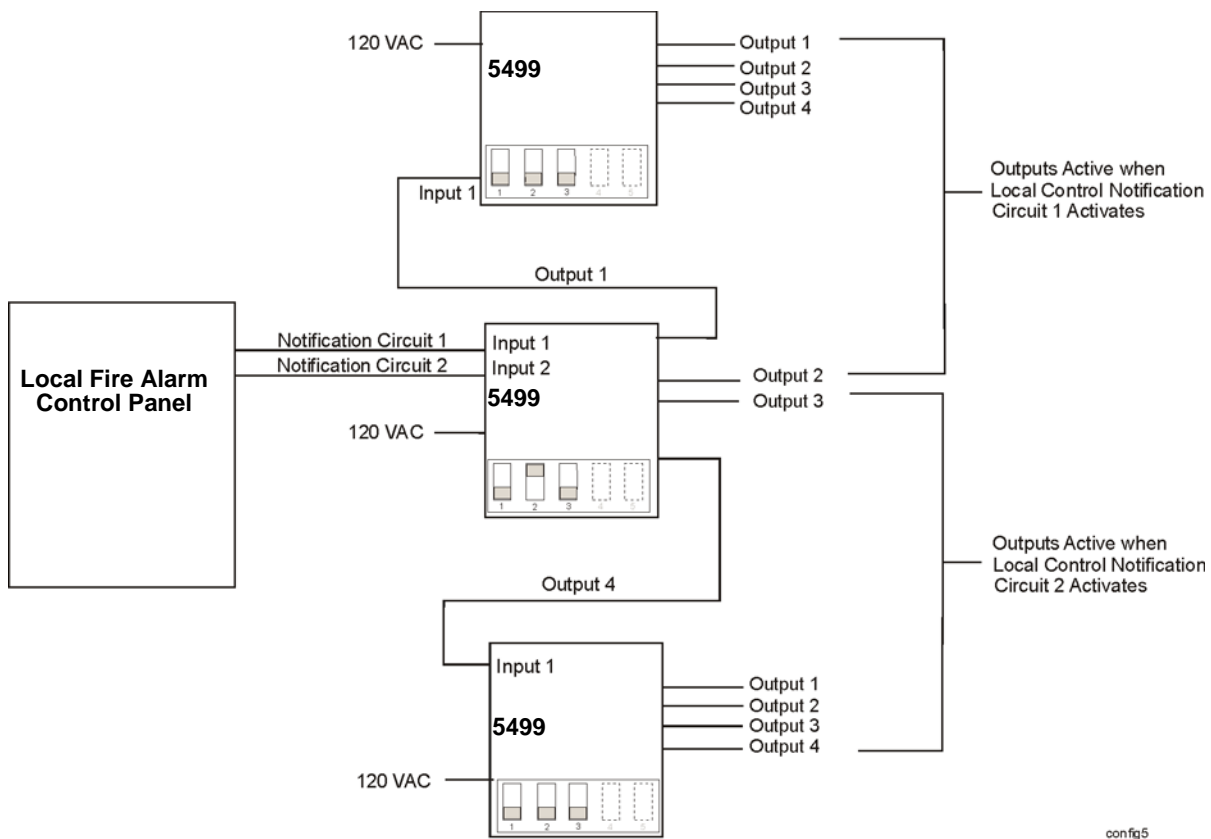 120 VAC
5499
Output 1
Output 2
Output 3
Output 4
1 2 3 4 5
Input 1
Outputs Active when
Local Control Notification
Circuit 1 Activates
Output 1
Local Fire Alarm
Control Panel
Notification Circuit 1
Notification Circuit 2
Input 1
Input 2
5499
120 VAC
Output 2
Output 3
1 2 3 4 5
Outputs Active when
Local Control Notification
Circuit 2 Activates
Output 4
Input 1
5499
120 VAC
Output 1
Output 2
Output 3
Output 4
1 2 3 4 5
config5